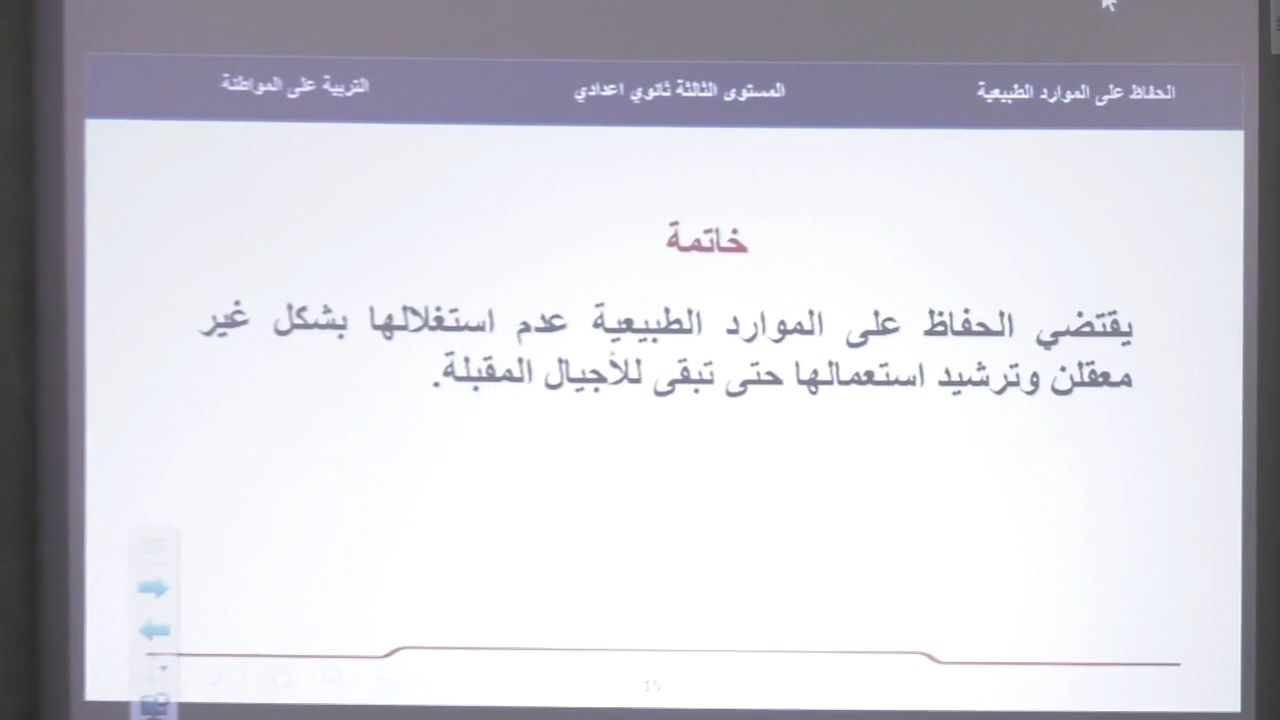 الحفاظ على الموارد الطبيعية
المستوى الثالثة ثانوي اعدادي
التربية على المواطنة
خاتمة
يقتضي الحفاظ على الموارد الطبيعية عدم استغلالها بشكل غير
معقلن وترشيد استعمالها حتى تبقى للأجيال المقبلة.
15